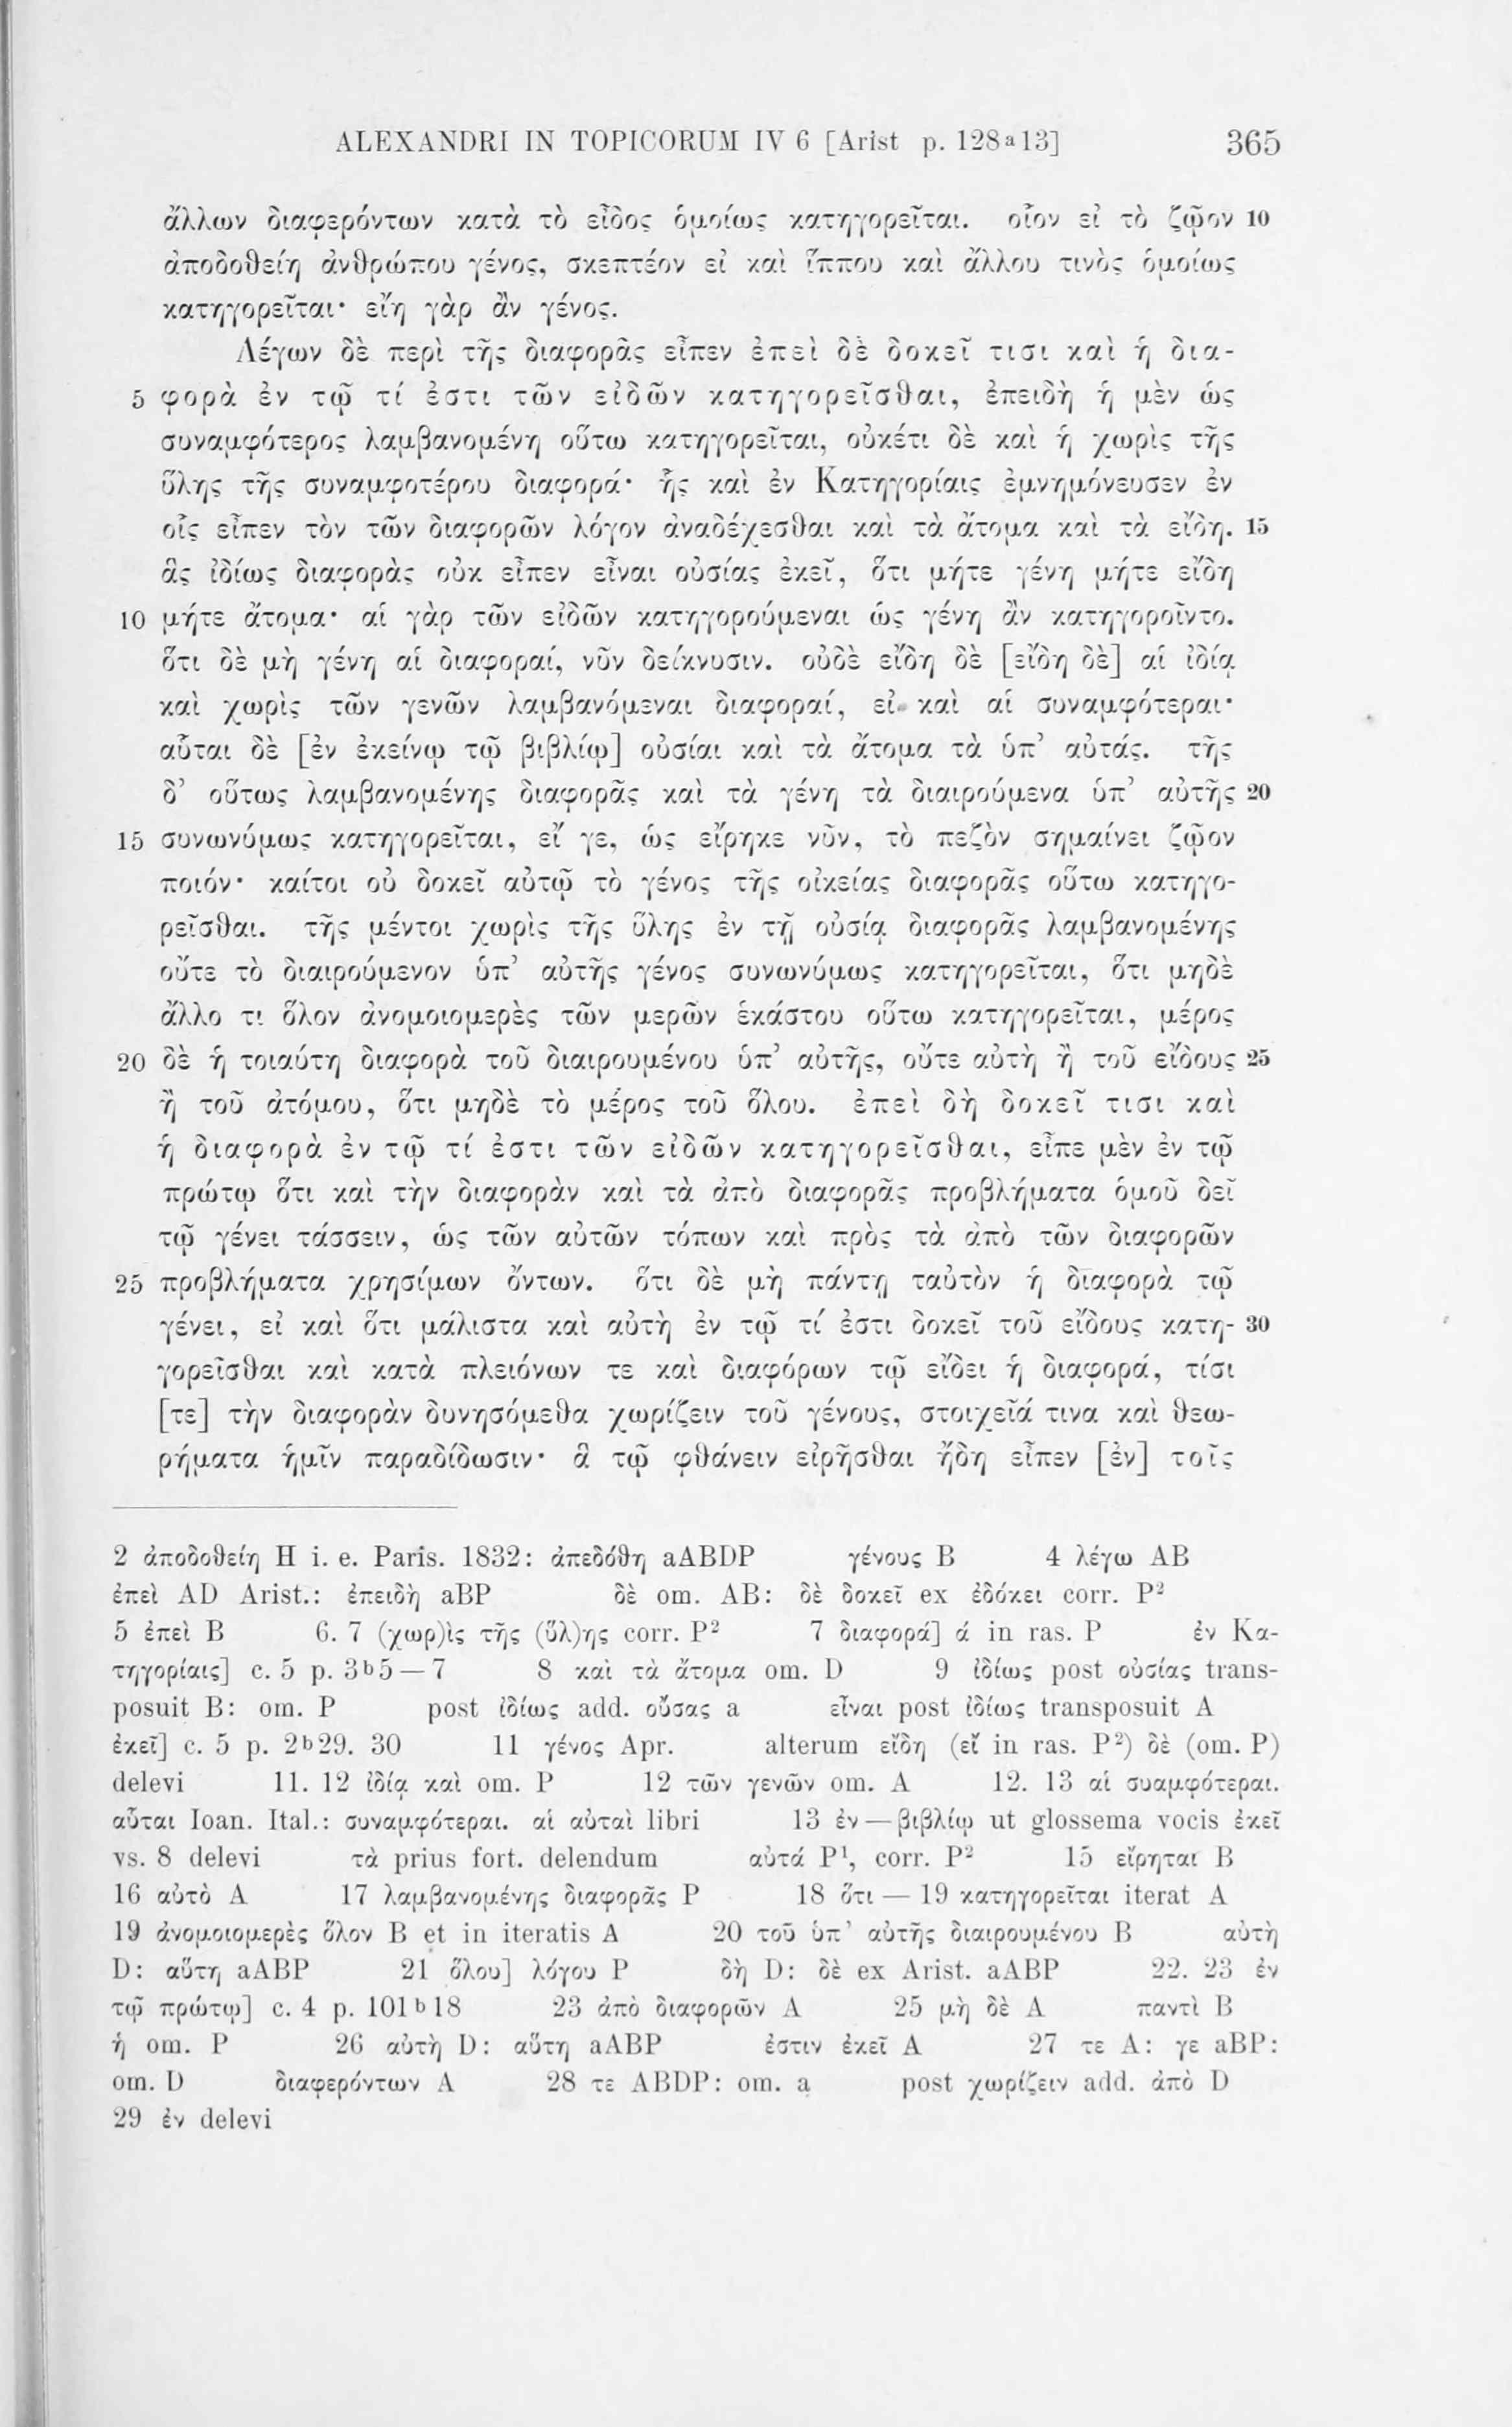 ALEXANDRI IN TOPICORUM IV 6 [Arist p. 128a13] 365
ἄλλων διαφερόντων κατὰ τὸ εἶδος ὁμοίως κατηγορεῖται. οἷον εἰ τὸ ζῷον 10
ἀποδοθείη ἀνθρώπου γένος, σκεπτέον εἰ καὶ ἵππου καὶ ἄλλου τινὸς ὁμοίως
κατηγορεῖται· εἴη γὰρ ἂν γένος.
Λέγων δὲ περὶ τῆς διαφορᾶς εἶπεν ἐπεὶ δὲ δοκεῖ τισι καὶ ἡ δια-
5 φορὰ ἐν τῷ τί ἐστι τῶν εἰδῶν κατηγορεῖσθαι, ἐπειδὴ ἡ μὲν ὡς
συναμφότερος λαμβανομένη οὕτω κατηγορεῖται, οὐκέτι δὲ καὶ ἡ χωρὶς τῆς
ὕλης τῆς συναμφοτέρου διαφορά· ἧς καὶ ἐν Κατηγορίαις ἐμνημόνευσεν ἐν
οἷς εἶπεν τὸν τῶν διαφορῶν λόγον ἀναδέχεσθαι καὶ τὰ ἄτομα καὶ τὰ εἴδη. 15
ἃς ἰδίως διαφορὰς οὐκ εἶπεν εἶναι οὐσίας ἐκεῖ, ὅτι μήτε γένη μήτε εἴδη
10 μήτε ἄτομα· αἱ γὰρ τῶν εἰδῶν κατηγορούμεναι ὡς γένη ἂν κατηγοροῖντο.
ὅτι δὲ μὴ γένη αἱ διαφοραί, νῦν δείκνυσιν. οὐδὲ εἴδη δὲ [εἴδη δὲ] αἱ ἰδίᾳ
καὶ χωρὶς τῶν γενῶν λαμβανόμεναι διαφοραί, εἰ καὶ αἱ συναμφότεραι·
αὗται δὲ [ἐν ἐκείνῳ τῷ βιβλίῳ] οὐσίαι καὶ τὰ ἄτομα τὰ ὑπ’ αὐτάς. τῆς
δ’ οὕτως λαμβανομένης διαφορᾶς καὶ τὰ γένη τὰ διαιρούμενα ὑπ’ αὐτῆς 20
15 συνωνύμως κατηγορεῖται, εἴ γε, ὡς εἴρηκε νῦν, τὸ πεζὸν σημαίνει ζῷον
ποιόν· καίτοι οὐ δοκεῖ αὐτῷ τὸ γένος τῆς οἰκείας διαφορᾶς οὕτω κατηγο-
ρεῖσθαι. τῆς μέντοι χωρὶς τῆς ὕλης ἐν τῇ οὐσίᾳ διαφορᾶς λαμβανομένης
οὔτε τὸ διαιρούμενον ὑπ’ αὐτῆς γένος συνωνύμως κατηγορεῖται, ὅτι μηδὲ
ἄλλο τι ὅλον ἀνομοιομερὲς τῶν μερῶν ἑκάστου οὕτω κατηγορεῖται, μέρος
20 δὲ ἡ τοιαύτη διαφορὰ τοῦ διαιρουμένου ὑπ’ αὐτῆς, οὔτε αὐτὴ ἢ τοῦ εἴδους 25
ἢ τοῦ ἀτόμου, ὅτι μηδὲ τὸ μέρος τοῦ ὅλου. ἐπεὶ δὴ δοκεῖ τισι καὶ
ἡ διαφορὰ ἐν τῷ τί ἐστι τῶν εἰδῶν κατηγορεῖσθαι, εἶπε μὲν ἐν τῷ
πρώτῳ ὅτι καὶ τὴν διαφορὰν καὶ τὰ ἀπὸ διαφορᾶς προβλήματα ὁμοῦ δεῖ
τῷ γένει τάσσειν, ὡς τῶν αὐτῶν τόπων καὶ πρὸς τὰ ἀπὸ τῶν διαφορῶν
25 προβλήματα χρησίμων ὄντων. ὅτι δὲ μὴ πάντῃ ταὐτὸν ἡ διαφορὰ τῷ
γένει, εἰ καὶ ὅτι μάλιστα καὶ αὐτὴ ἐν τῷ τί ἐστι δοκεῖ τοῦ εἴδους κατη- 30
γορεῖσθαι καὶ κατὰ πλειόνων τε καὶ διαφόρων τῷ εἴδει ἡ διαφορά, τίσι
[τε] τὴν διαφορὰν δυνησόμεθα χωρίζειν τοῦ γένους, στοιχεῖά τινα καὶ θεω-
ρήματα ἡμῖν παραδίδωσιν· ἃ τῷ φθάνειν εἰρῆσθαι ἤδη εἶπεν [ἐν] τοῖς
2 ἀποδοθείη H i. e. Paris. 1832: ἀπεδόθη aABDP γένους B 4 λέγω AB
ἐπεὶ AD Arist.: ἐπειδὴ aBP δὲ om. AB: δὲ δοκεῖ ex ἐδόκει corr. P²
5 ἐπεὶ B 6. 7 (χωρ)ὶς τῆς (ὕλ)ης corr. P² 7 διαφορά] ά in ras. P ἐν Κα-
τηγορίαις] c. 5 p. 3b5—7 8 καὶ τὰ ἄτομα om. D 9 ἰδίως post οὐσίας trans-
posuit B: om. P post ἰδίως add. οὔσας a εἶναι post ἰδίως transposuit A
ἐκεῖ] c. 5 p. 2b29. 30 11 γένος Apr. alterum εἴδη (εἴ in ras. P²) δὲ (om. P)
delevi 11. 12 ἰδίᾳ καὶ om. P 12 τῶν γενῶν om. A 12. 13 αἱ συαμφότεραι.
αὗται Ioan. Ital.: συναμφότεραι. αἱ αὐταὶ libri 13 ἐν—βιβλίῳ ut glossema vocis ἐκεῖ
vs. 8 delevi τὰ prius fort. delendum αὐτά P¹, corr. P² 15 εἴρηται B
16 αὐτὸ A 17 λαμβανομένης διαφορᾶς P 18 ὅτι — 19 κατηγορεῖται iterat A
19 ἀνομοιομερὲς ὅλον B et in iteratis A 20 τοῦ ὑπ’ αὐτῆς διαιρουμένου B αὐτὴ
D: αὕτη aABP 21 ὅλου] λόγου P δὴ D: δὲ ex Arist. aABP 22. 23 ἐν
τῷ πρώτῳ] c. 4 p. 101b18 23 ἀπὸ διαφορῶν A 25 μὴ δὲ A παντὶ B
ἡ om. P 26 αὐτὴ D: αὕτη aABP ἐστιν ἐκεῖ A 27 τε A: γε aBP:
om. D διαφερόντων A 28 τε ABDP: om. a post χωρίζειν add. ἀπὸ D
29 ἐν delevi